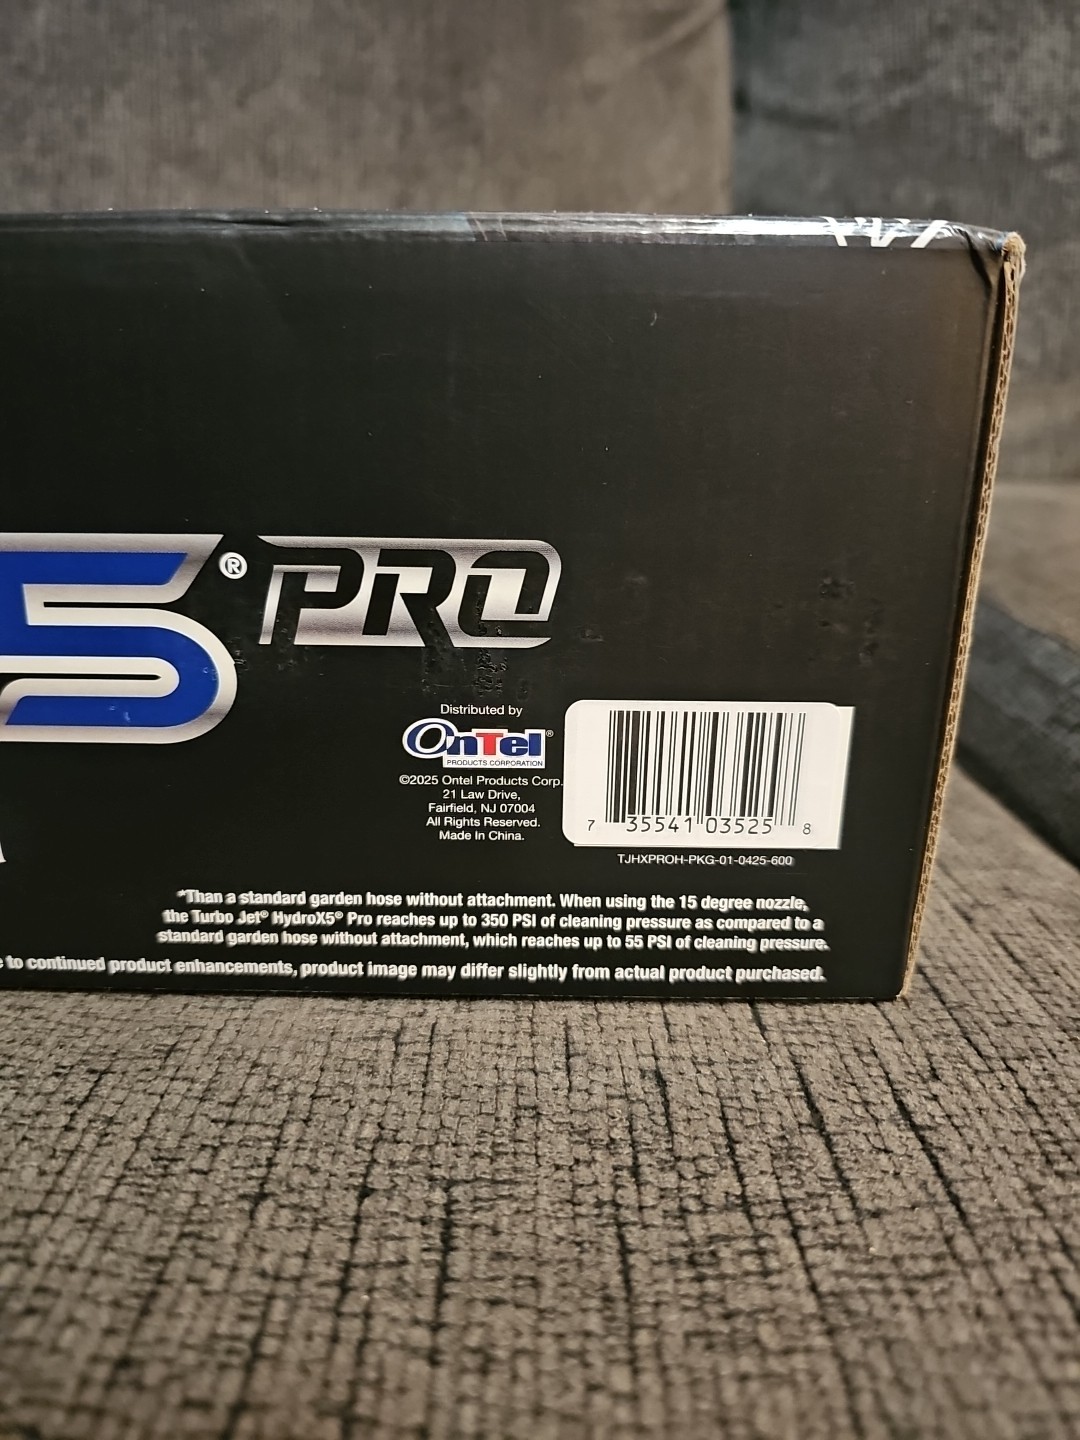 5® PRO
Distributed by
OnTel®
PRODUCTS CORPORATION
©2025 Ontel Products Corp.
21 Law Drive,
Fairfield, NJ 07004
All Rights Reserved.
Made In China.
7 35541 03525 8
TJHXPROH-PKG-01-0425-600
*Than a standard garden hose without attachment. When using the 15 degree nozzle,
the Turbo Jet® HydroX5® Pro reaches up to 350 PSI of cleaning pressure as compared to a
standard garden hose without attachment, which reaches up to 55 PSI of cleaning pressure.
to continued product enhancements, product image may differ slightly from actual product purchased.